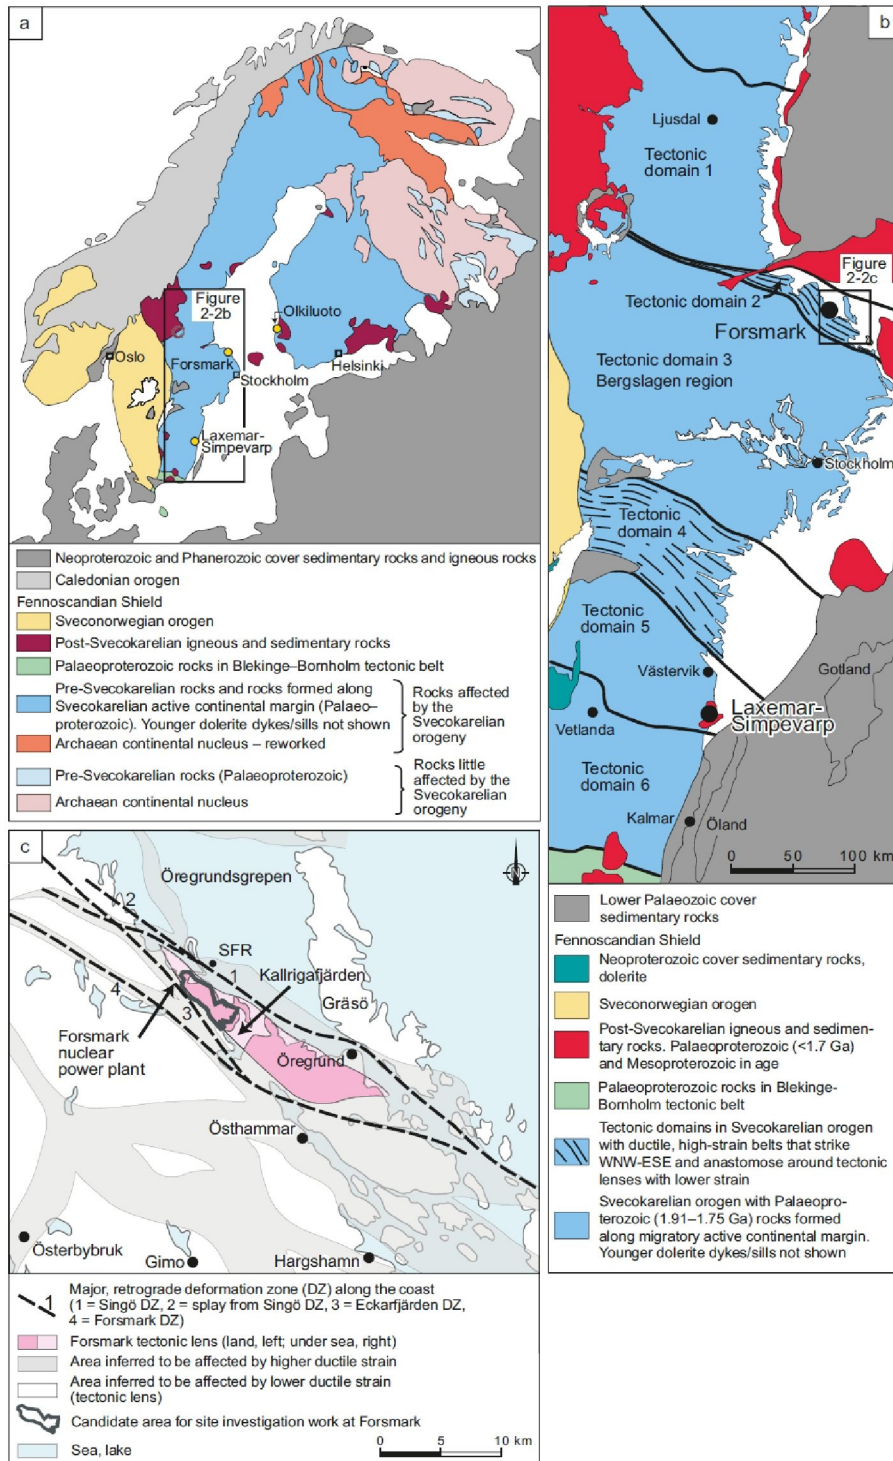 a
Figure
2-2b
Olkiluoto
Oslo
Forsmark
Helsinki
Stockholm
Laxemar-
Simpevarp
Neoproterozoic and Phanerozoic cover sedimentary rocks and igneous rocks
Caledonian orogen
Fennoscandian Shield
Sveconorwegian orogen
Post-Svecokarelian igneous and sedimentary rocks
Palaeoproterozoic rocks in Blekinge–Bornholm tectonic belt
Pre-Svecokarelian rocks and rocks formed along
Svecokarelian active continental margin (Palaeo–
proterozoic). Younger dolerite dykes/sills not shown
Archaean continental nucleus – reworked
Rocks affected
by the
Svecokarelian
orogeny
Pre-Svecokarelian rocks (Palaeoproterozoic)
Archaean continental nucleus
Rocks little
affected by the
Svecokarelian
orogeny
b
Ljusdal
Tectonic
domain 1
Figure
2-2c
Tectonic domain 2
Forsmark
Tectonic domain 3
Bergslagen region
Stockholm
Tectonic
domain 4
Tectonic
domain 5
Västervik
Gotland
Laxemar-
Simpevarp
Vetlanda
Tectonic
domain 6
Kalmar
Öland
0 50 100 km
Lower Palaeozoic cover
sedimentary rocks
Fennoscandian Shield
Neoproterozoic cover sedimentary rocks,
dolerite
Sveconorwegian orogen
Post-Svecokarelian igneous and sedimen-
tary rocks. Palaeoproterozoic (<1.7 Ga)
and Mesoproterozoic in age
Palaeoproterozoic rocks in Blekinge-
Bornholm tectonic belt
Tectonic domains in Svecokarelian orogen
with ductile, high-strain belts that strike
WNW-ESE and anastomose around tectonic
lenses with lower strain
Svecokarelian orogen with Palaeopro-
terozoic (1.91–1.75 Ga) rocks formed
along migratory active continental margin.
Younger dolerite dykes/sills not shown
c
N
Öregrundsgrepen
2
SFR
1
Kallrigafjärden
4
3
Gräsö
Forsmark
nuclear
power plant
Öregrund
Östhammar
Österbybruk
Gimo
Hargshamn
1
Major, retrograde deformation zone (DZ) along the coast
(1 = Singö DZ, 2 = splay from Singö DZ, 3 = Eckarfjärden DZ,
4 = Forsmark DZ)
Forsmark tectonic lens (land, left; under sea, right)
Area inferred to be affected by higher ductile strain
Area inferred to be affected by lower ductile strain
(tectonic lens)
Candidate area for site investigation work at Forsmark
Sea, lake
0 5 10 km